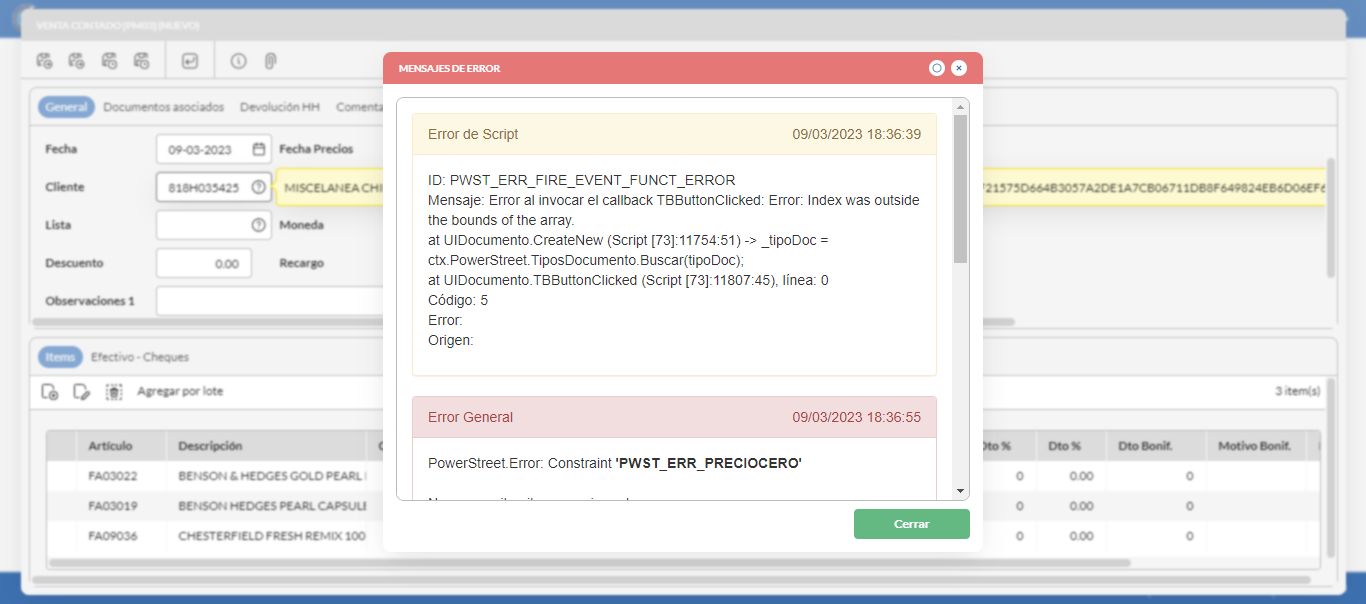 VENTA CONTADO (PM03) (NUEVO)
MENSAJES DE ERROR
General Documentos asociados Devolución HH
Fecha 09-03-2023 Fecha Precios
Cliente 818H035425 MISCELANEA
Lista Moneda
Descuento 0.00 Recargo
Observaciones 1
Error de Script 09/03/2023 18:36:39
ID: PWST_ERR_FIRE_EVENT_FUNCT_ERROR
Mensaje: Error al invocar el callback TBButtonClicked: Error: Index was outside
the bounds of the array.
at UIDocumento.CreateNew (Script [73]:11754:51) -> _tipoDoc =
ctx.PowerStreet.TiposDocumento.Buscar(tipoDoc);
at UIDocumento.TBButtonClicked (Script [73]:11807:45), línea: 0
Código: 5
Error:
Origen:
Error General 09/03/2023 18:36:55
PowerStreet.Error: Constraint 'PWST_ERR_PRECIOCERO'
Cerrar
Items Efectivo - Cheques
Agregar por lote 3 item(s)
Artículo Descripción Dto % Dto % Dto Bonif. Motivo Bonif.
FA03022 BENSON & HEDGES GOLD PEARL 0 0.00 0
FA03019 BENSON HEDGES PEARL 0 0.00 0
FA09036 CHESTERFIELD FRESH REMIX 100 0 0.00 0